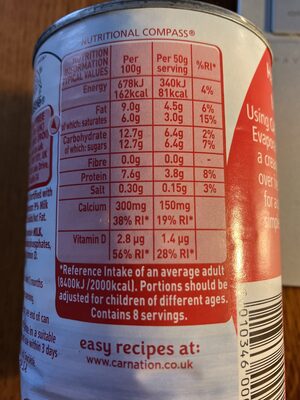 NUTRITIONAL COMPASS®
NUTRITION INFORMATION TYPICAL VALUES Per 100g Per 50g serving %RI*
Energy 678kJ 162kcal 340kJ 81kcal 4%
Fat 9.0g 4.5g 6%
of which: saturates 6.0g 3.0g 15%
Carbohydrate 12.7g 6.4g 2%
of which: sugars 12.7g 6.4g 7%
Fibre 0.0g 0.0g
Protein 7.6g 3.8g 8%
Salt 0.30g 0.15g 3%
Calcium 300mg 150mg
38% RI* 19% RI*
Vitamin D 2.8 µg 1.4 µg
56% RI* 28% RI*
*Reference Intake of an average adult
(8400kJ/2000kcal). Portions should be
adjusted for children of different ages.
Contains 8 servings.
easy recipes at:
www.carnation.co.uk
Using
Evapo
a crea
over
for a
simpl